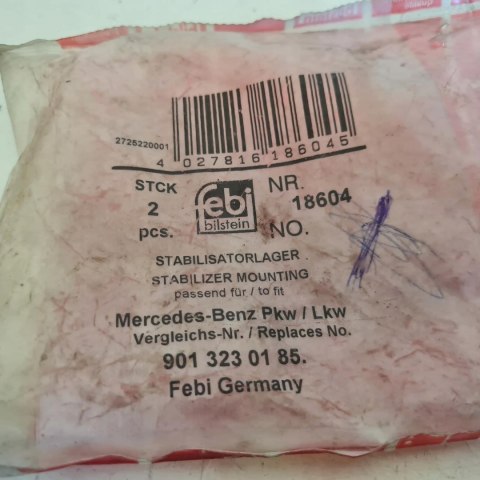 2725220001
4 027816 186045
STCK
2
pcs.
febi
bilstein
NR.
18604
NO.
STABILISATORLAGER
STABILIZER MOUNTING
passend für / to fit
Mercedes-Benz Pkw / Lkw
Vergleichs-Nr. / Replaces No.
901 323 01 85.
Febi Germany